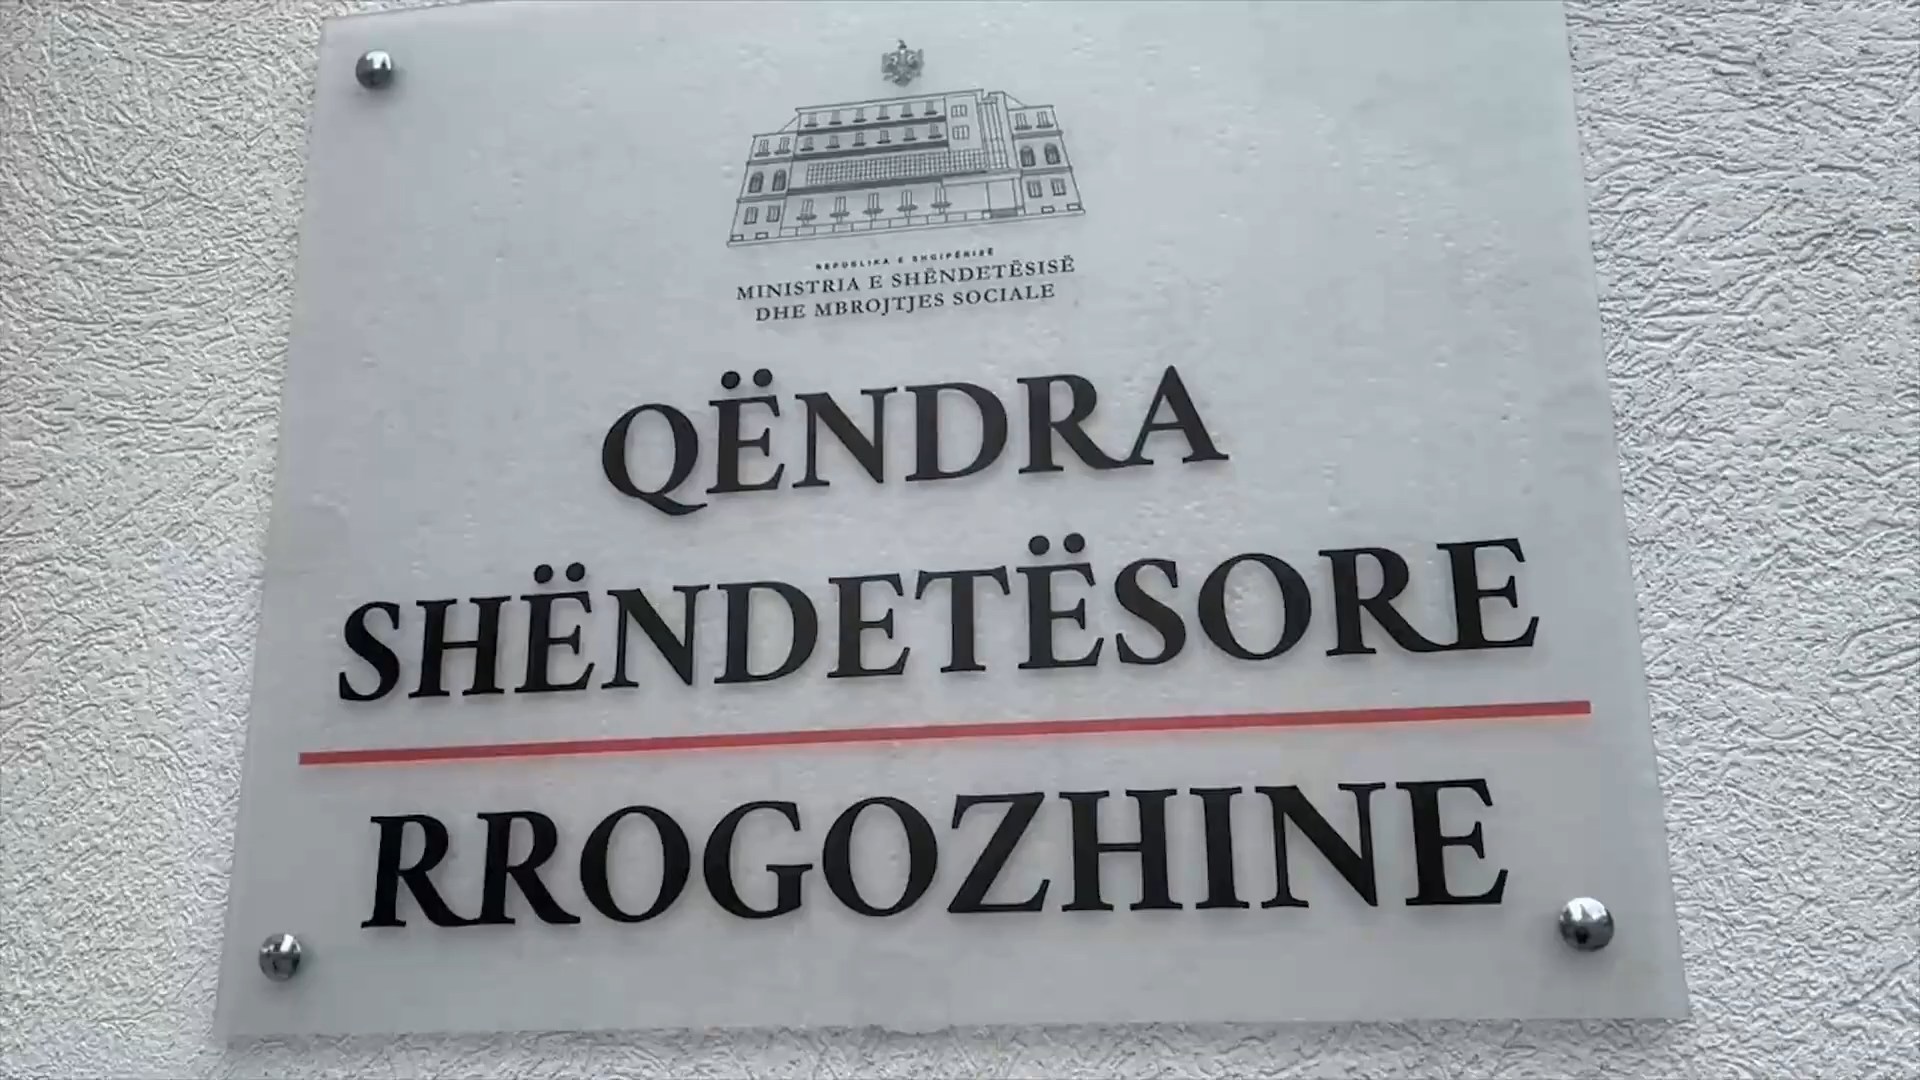 REPUBLIKA E SHQIPËRISË
MINISTRIA E SHËNDETËSISË
DHE MBROJTJES SOCIALE
QËNDRA
SHËNDETËSORE
RROGOZHINE